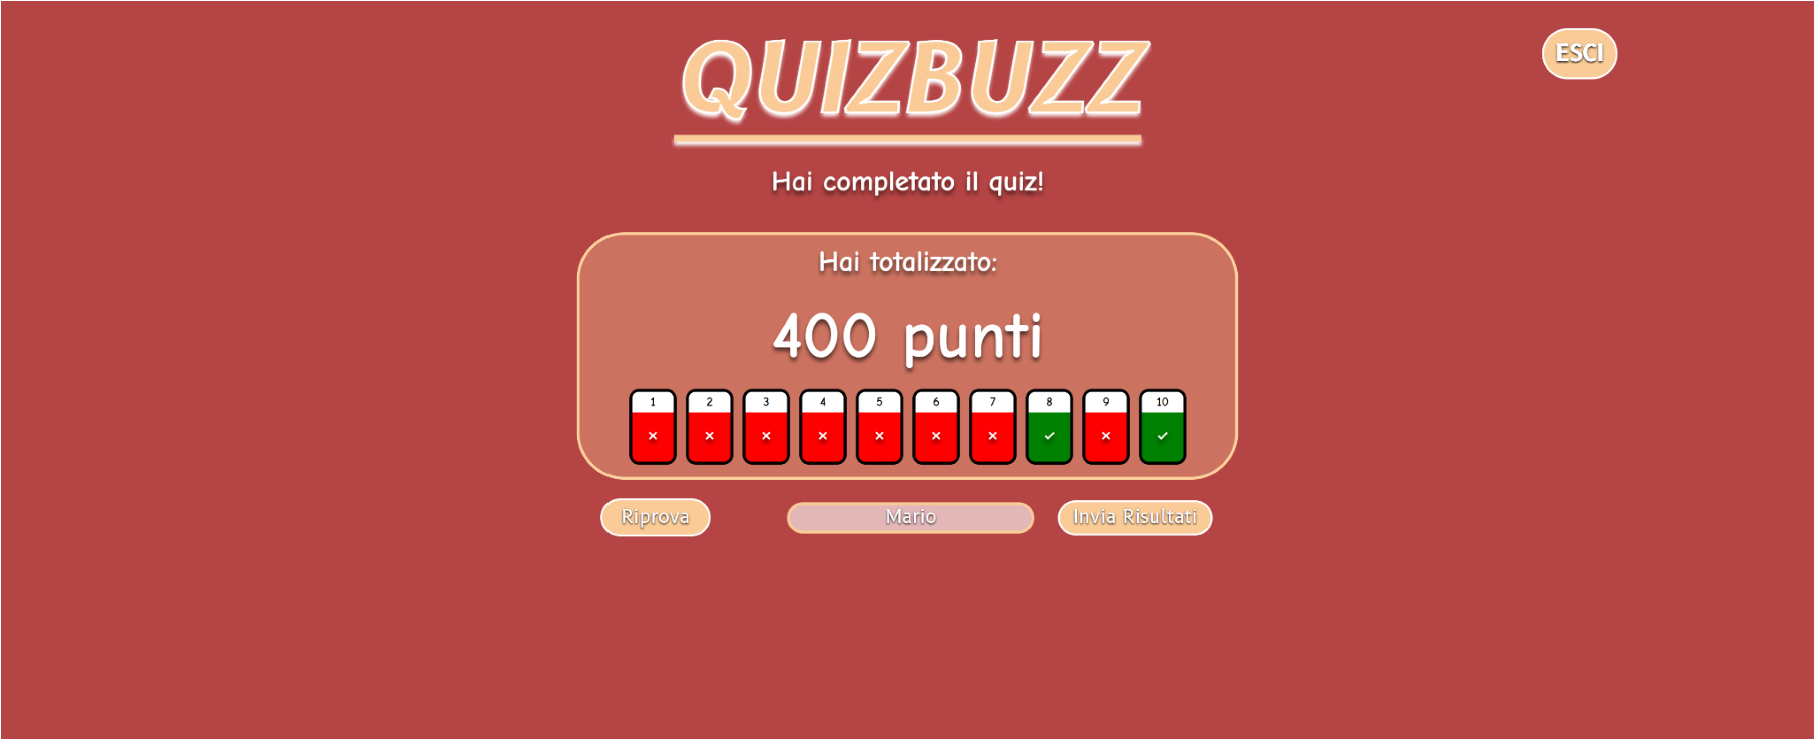 QUIZBUZZ
ESCI
Hai completato il quiz!
Hai totalizzato:
400 punti
1 2 3 4 5 6 7 8 9 10
× × × × × × × ✓ × ✓
Riprova Mario Invia Risultati